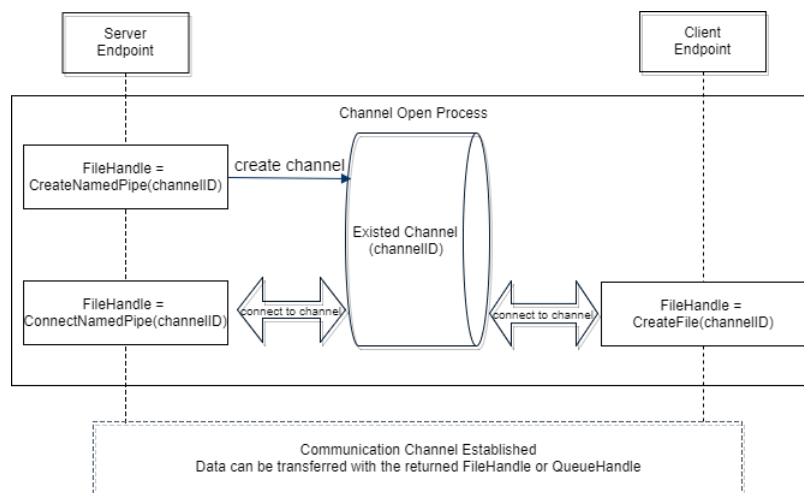 Server
Endpoint
Client
Endpoint
Channel Open Process
FileHandle =
CreateNamedPipe(channelID)
create channel
Existed Channel
(channelID)
FileHandle =
ConnectNamedPipe(channelID)
connect to channel
connect to channel
FileHandle =
CreateFile(channelID)
Communication Channel Established
Data can be transferred with the returned FileHandle or QueueHandle